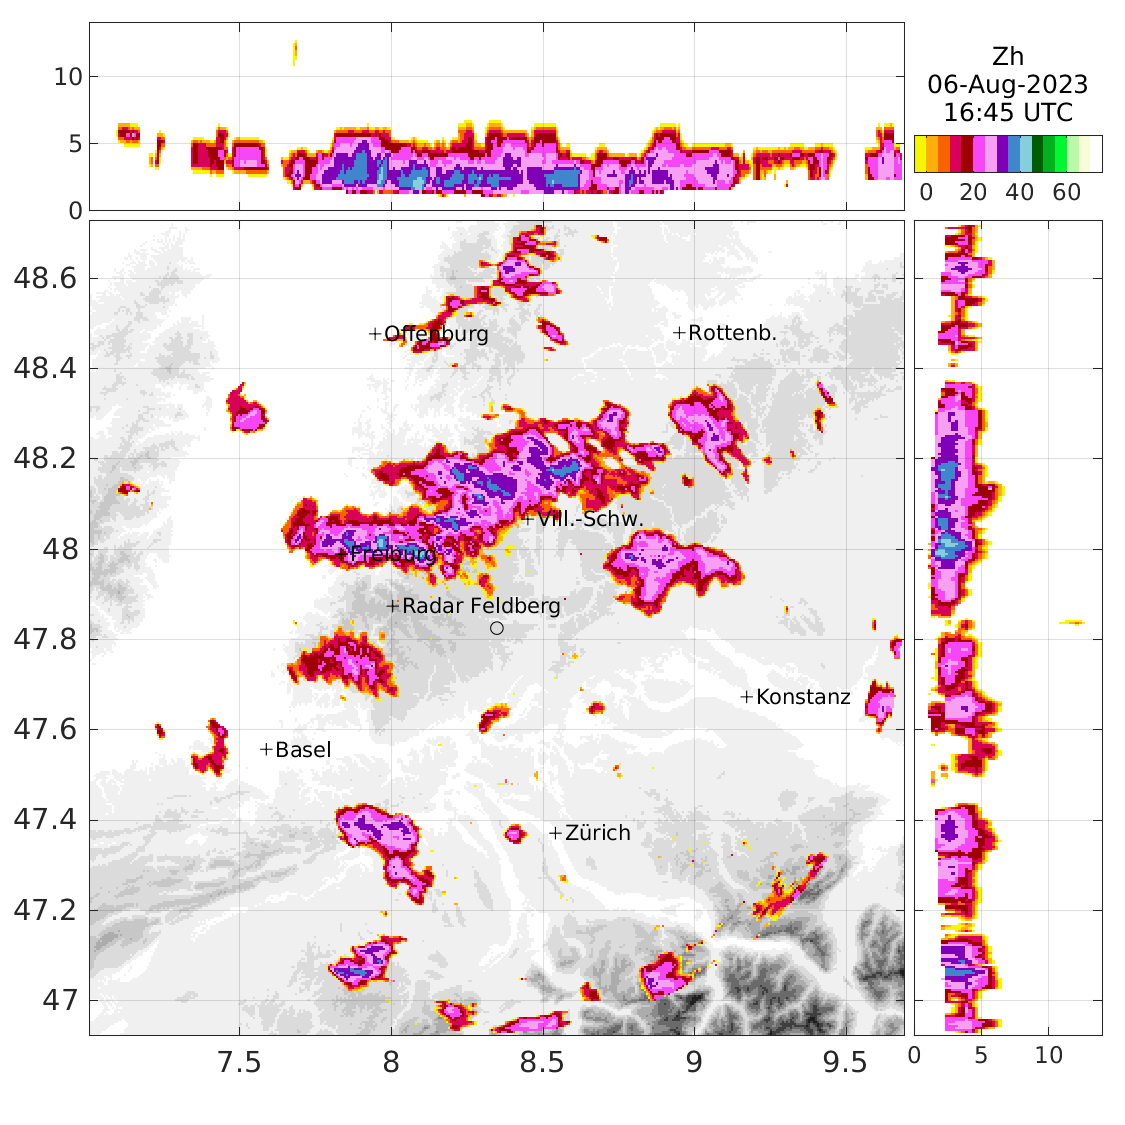 Zh
06-Aug-2023
16:45 UTC
0 20 40 60
10
5
0
48.6
48.4
48.2
48
47.8
47.6
47.4
47.2
47
+Offenburg
+Rottenb.
+Vill.-Schw.
+Freiburg
+Radar Feldberg
+Konstanz
+Basel
+Zürich
7.5 8 8.5 9 9.5
0 5 10